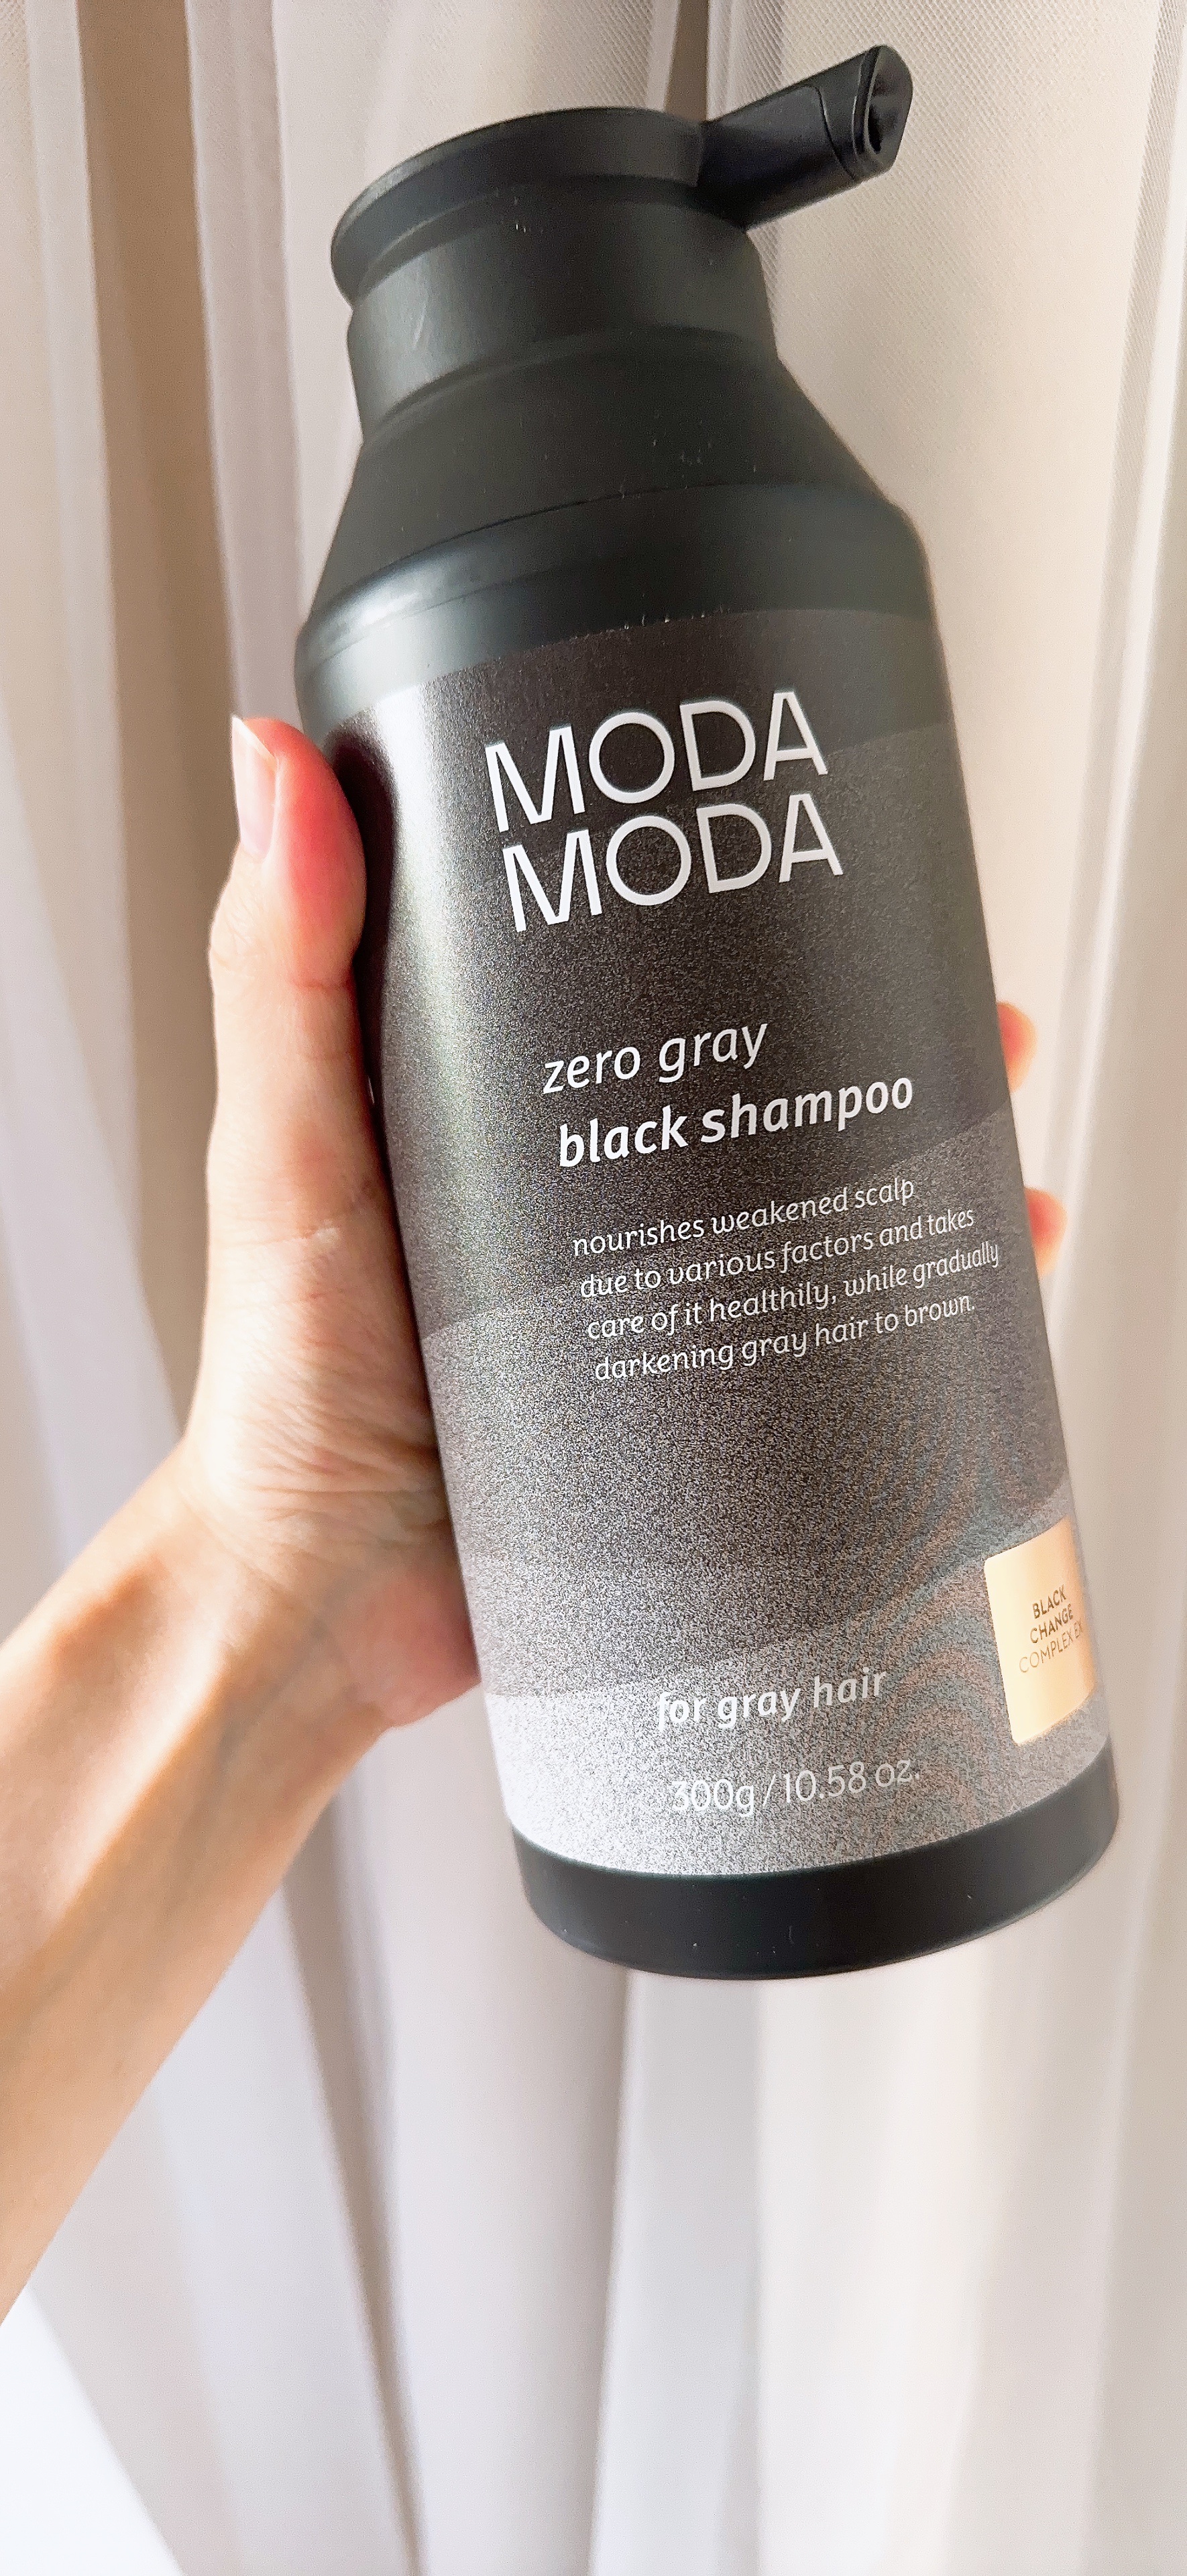 MODA
MODA
zero gray
black shampoo
nourishes weakened scalp
due to various factors and takes
care of it healthily, while gradually
darkening gray hair to brown.
BLACK
CHANGE
COMPLEX EX
for gray hair
300g / 10.58 oz.